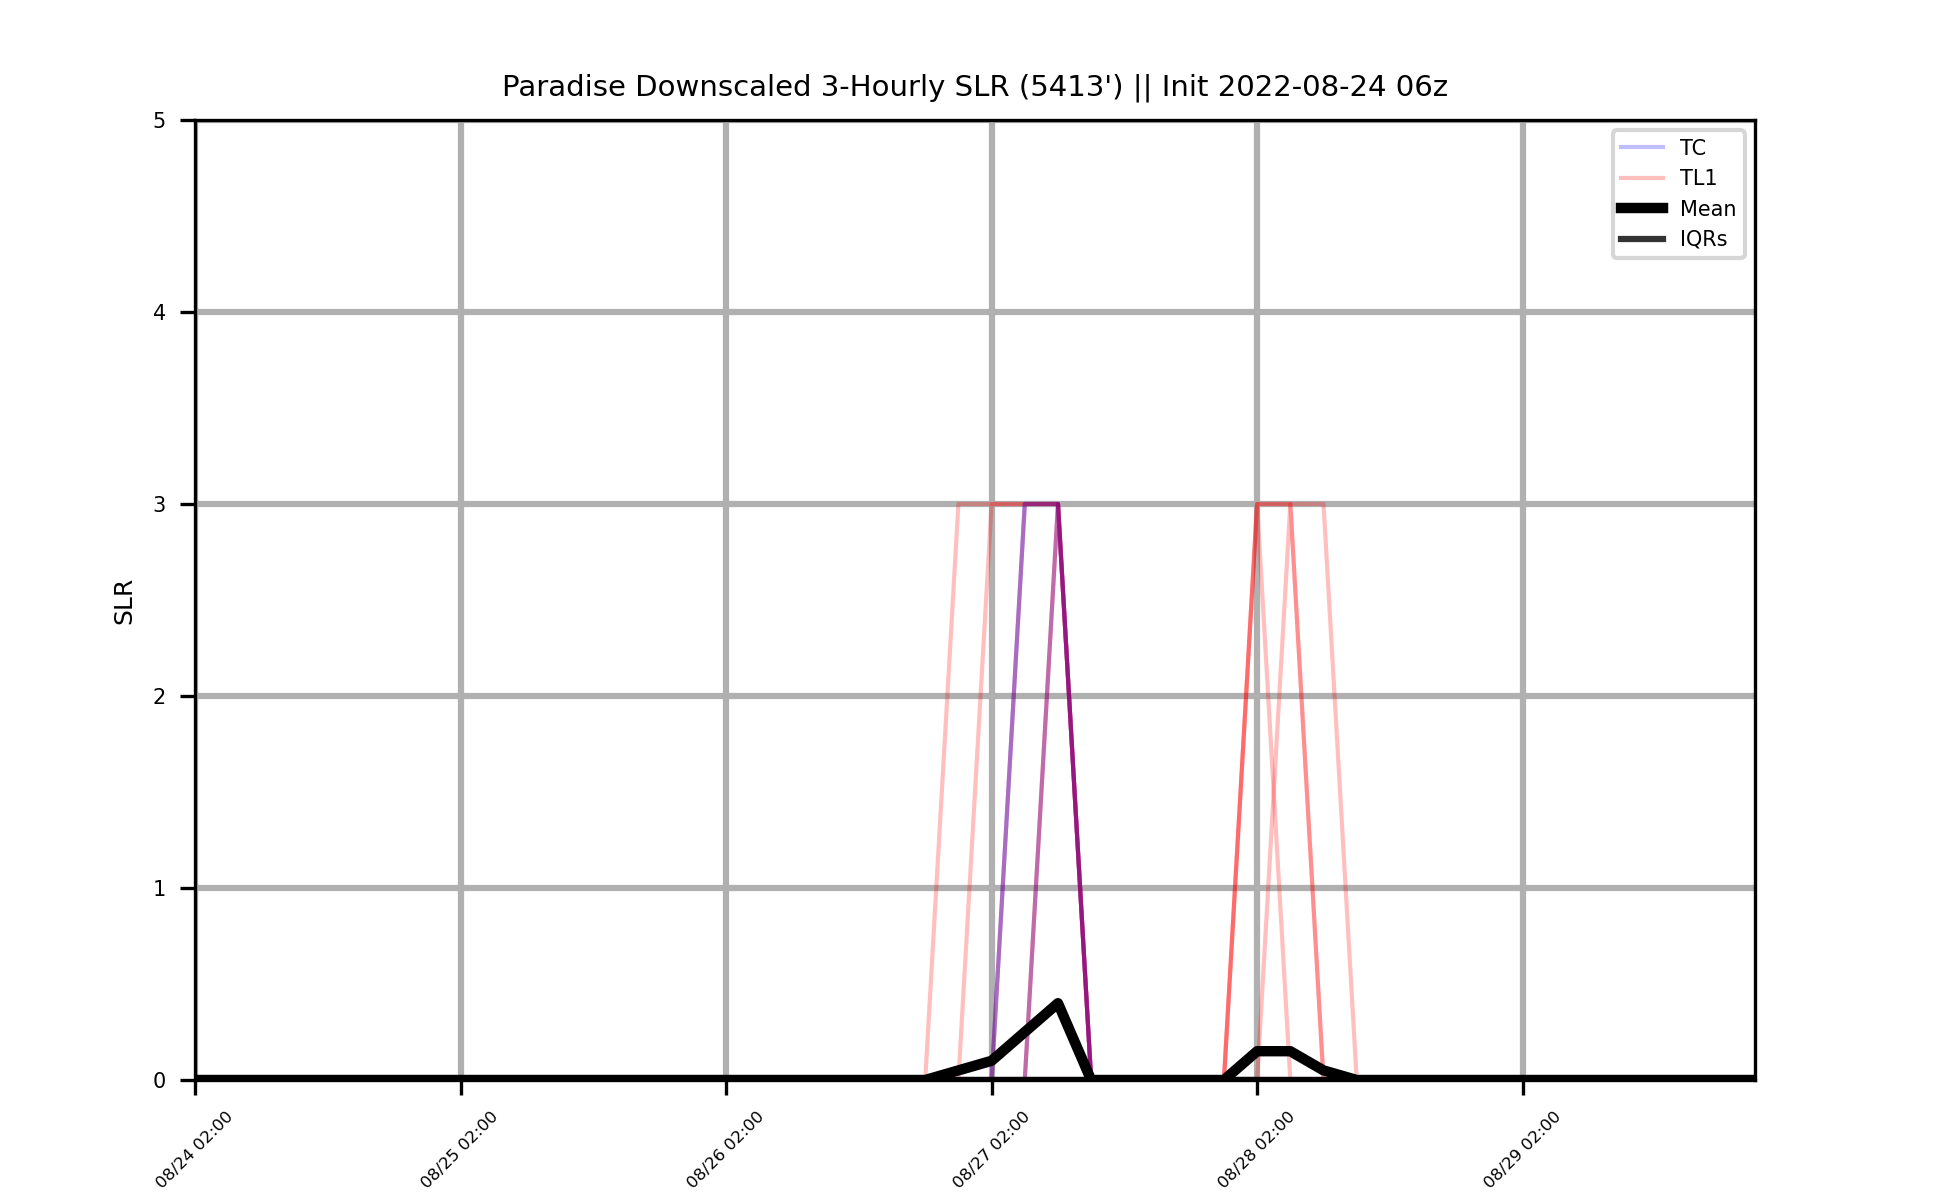 Paradise Downscaled 3-Hourly SLR (5413') || Init 2022-08-24 06z
5
4
3
2
1
0
SLR
TC
TL1
Mean
IQRs
08/24 02:00
08/25 02:00
08/26 02:00
08/27 02:00
08/28 02:00
08/29 02:00